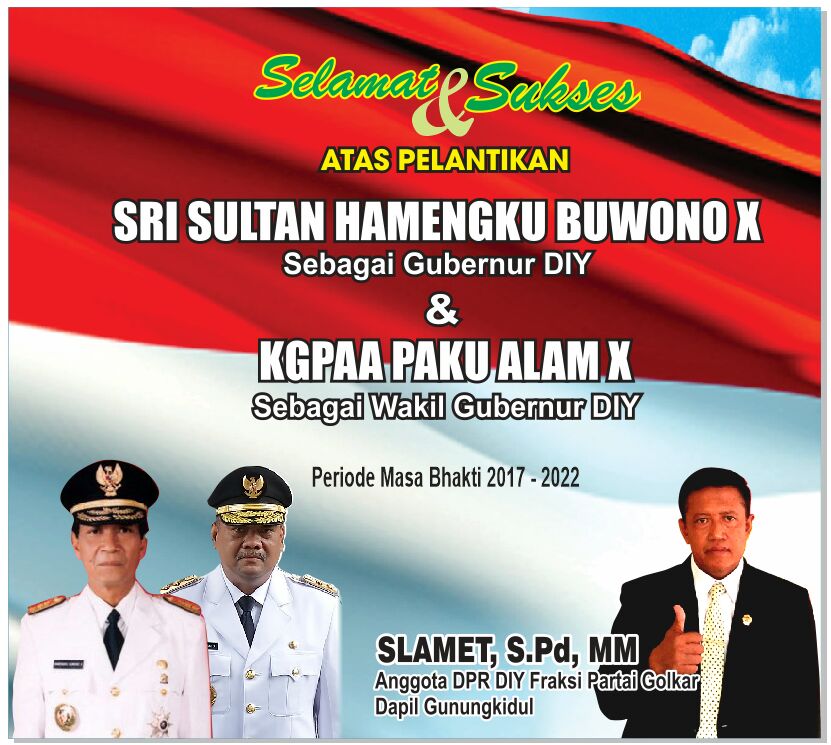 Selamat & Sukses
ATAS PELANTIKAN
SRI SULTAN HAMENGKU BUWONO X
Sebagai Gubernur DIY
&
KGPAA PAKU ALAM X
Sebagai Wakil Gubernur DIY
Periode Masa Bhakti 2017 - 2022
SLAMET, S.Pd, MM
Anggota DPR DIY Fraksi Partai Golkar
Dapil Gunungkidul